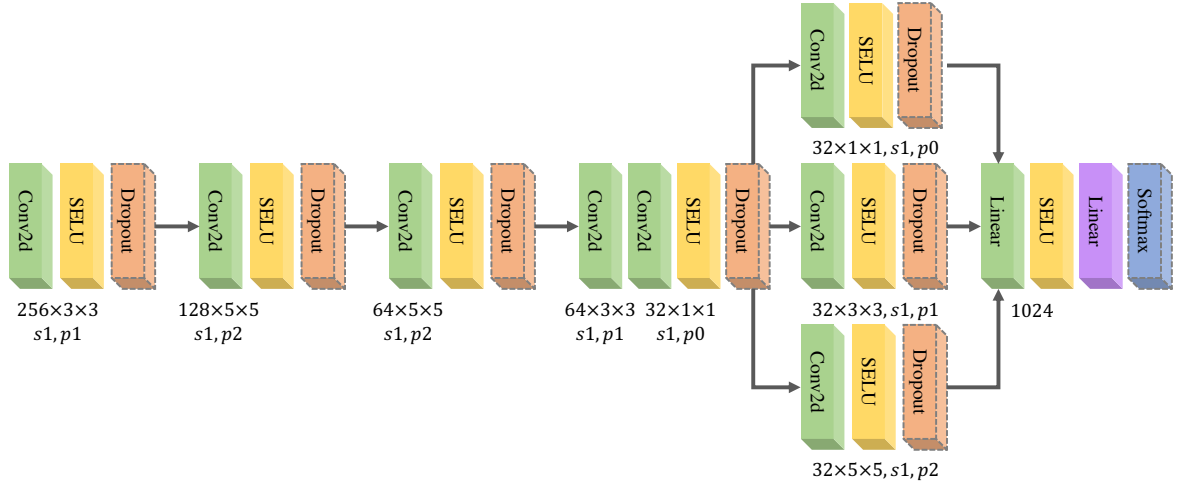 Conv2d
SELU
Dropout
256×3×3
s1, p1
Conv2d
SELU
Dropout
128×5×5
s1, p2
Conv2d
SELU
Dropout
64×5×5
s1, p2
Conv2d
Conv2d
SELU
Dropout
64×3×3
s1, p1
32×1×1
s1, p0
Conv2d
SELU
Dropout
32×1×1, s1, p0
Conv2d
SELU
Dropout
32×3×3, s1, p1
Conv2d
SELU
Dropout
32×5×5, s1, p2
Linear
SELU
Linear
Softmax
1024